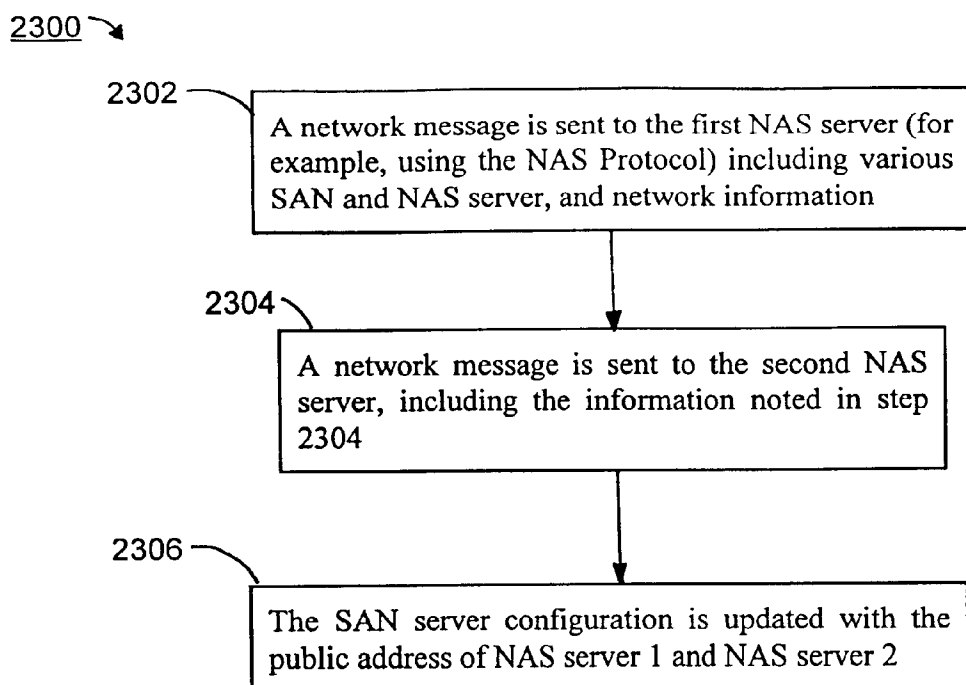 2300
2302
A network message is sent to the first NAS server (for
example, using the NAS Protocol) including various
SAN and NAS server, and network information
2304
A network message is sent to the second NAS
server, including the information noted in step
2304
2306
The SAN server configuration is updated with the
public address of NAS server 1 and NAS server 2